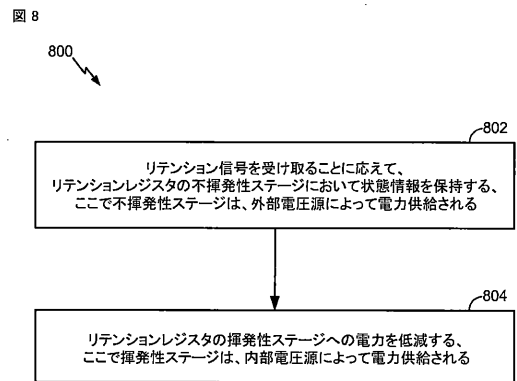 図 8
800
802
リテンション信号を受け取ることに応えて、
リテンションレジスタの不揮発性ステージにおいて状態情報を保持する、
ここで不揮発性ステージは、外部電圧源によって電力供給される
804
リテンションレジスタの揮発性ステージへの電力を低減する、
ここで揮発性ステージは、内部電圧源によって電力供給される